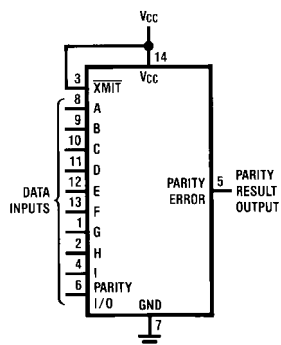 VCC
14
VCC
3 XMIT
8 A
9 B
10 C
11 D
12 E
13 F
1 G
2 H
4 I
6 PARITY
I/O
DATA
INPUTS
PARITY
ERROR
5
PARITY
RESULT
OUTPUT
GND
7